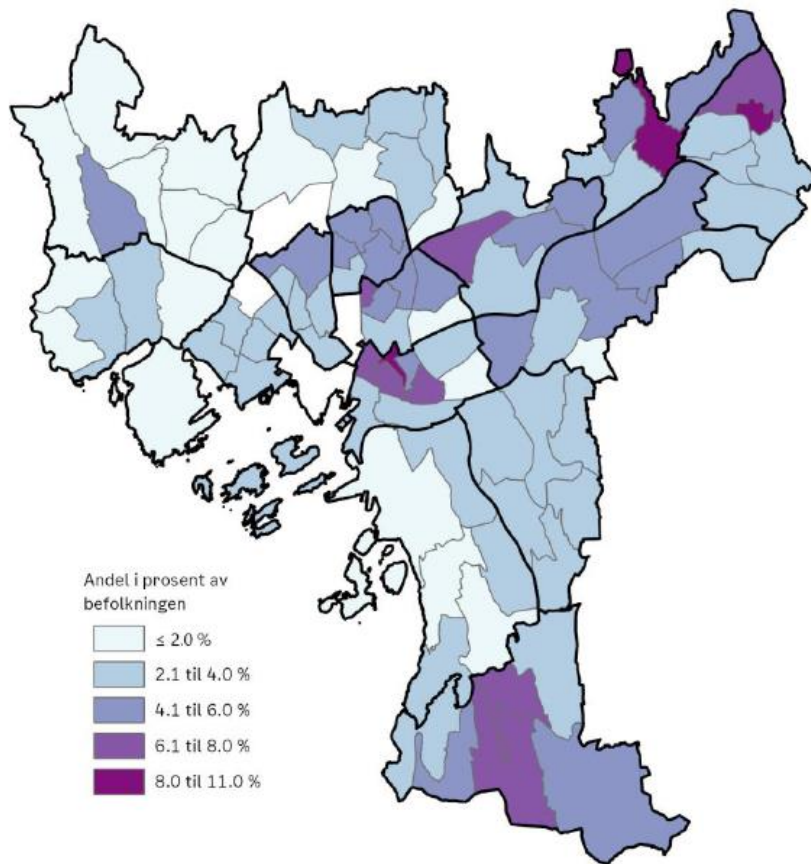 Andel i prosent av
befolkningen
≤ 2.0 %
2.1 til 4.0 %
4.1 til 6.0 %
6.1 til 8.0 %
8.0 til 11.0 %